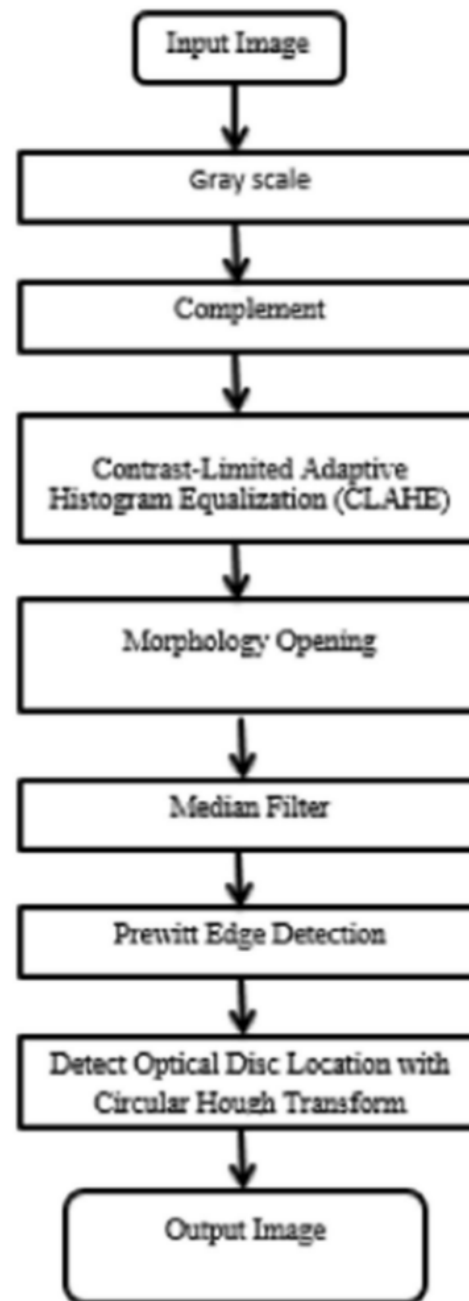 Input Image
Gray scale
Complement
Contrast-Limited Adaptive
Histogram Equalization (CLAHE)
Morphology Opening
Median Filter
Prewitt Edge Detection
Detect Optical Disc Location with
Circular Hough Transform
Output Image